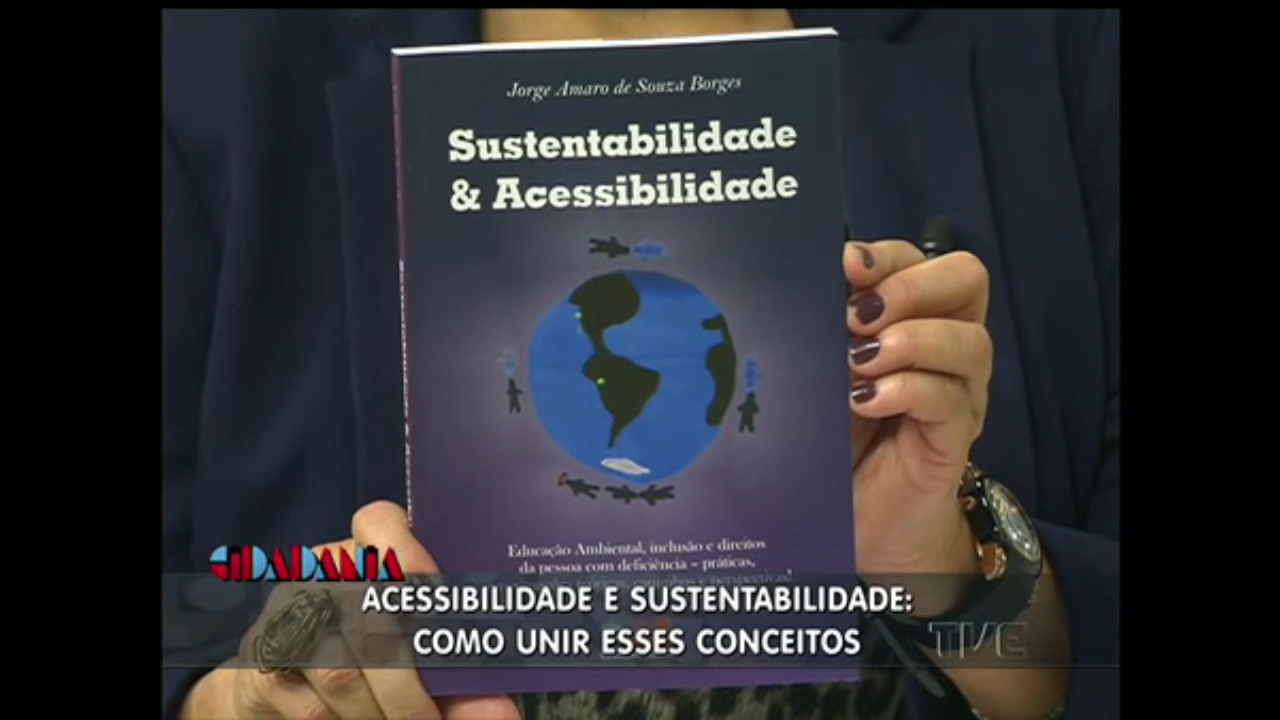 Jorge Amaro de Souza Borges
Sustentabilidade
& Acessibilidade
Educação Ambiental, inclusão e direitos
da pessoa com deficiência – práticas,
perspectivas!
CIDADANIA
ACESSIBILIDADE E SUSTENTABILIDADE:
COMO UNIR ESSES CONCEITOS
TVE